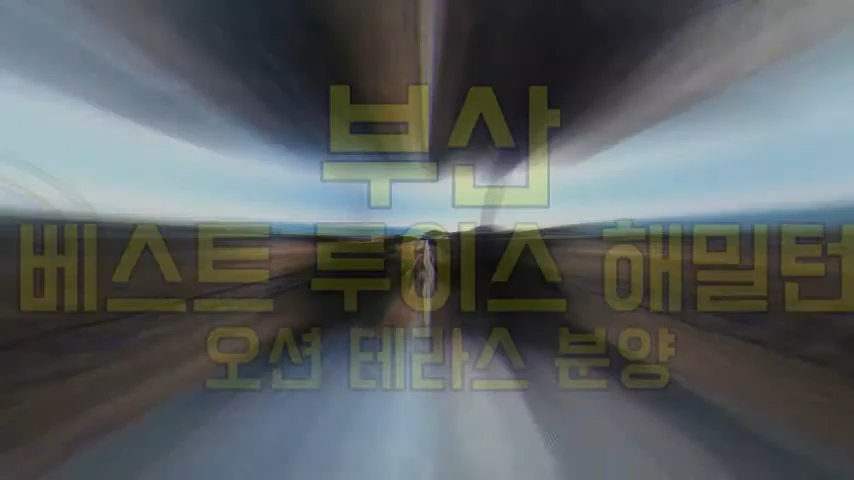 부산
베스트 루이스 해밀턴
오션 테라스 분양